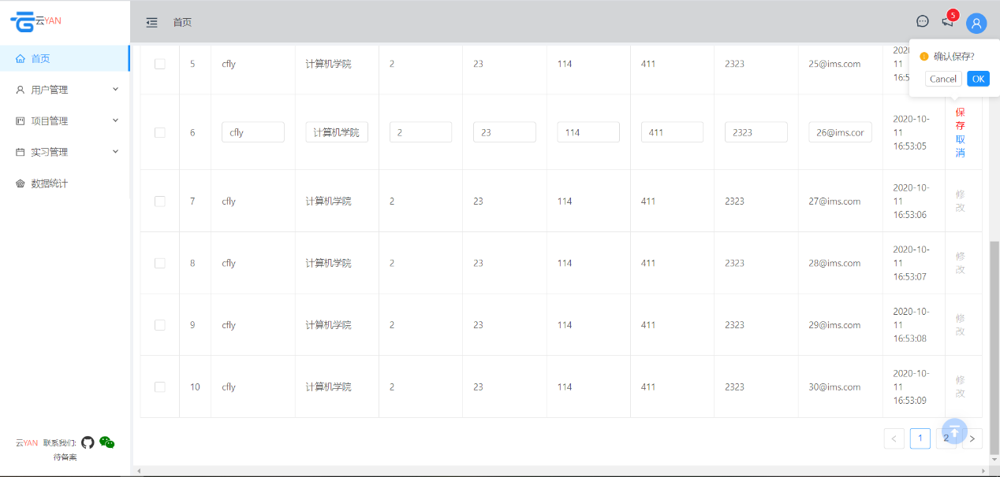 云YAN
首页
5
首页
用户管理
项目管理
实习管理
数据统计
确认保存?
Cancel
OK
5 cfly 计算机学院 2 23 114 411 2323 25@ims.com
11
6 cfly 计算机学院 2 23 114 411 2323 26@ims.cor
2020-10-
11
16:53:05
保
存
取
消
7 cfly 计算机学院 2 23 114 411 2323 27@ims.com
2020-10-
11
16:53:06
修
改
8 cfly 计算机学院 2 23 114 411 2323 28@ims.com
2020-10-
11
16:53:07
修
改
9 cfly 计算机学院 2 23 114 411 2323 29@ims.com
2020-10-
11
16:53:08
修
改
10 cfly 计算机学院 2 23 114 411 2323 30@ims.com
2020-10-
11
16:53:09
修
改
1
2
云YAN 联系我们:
待备案